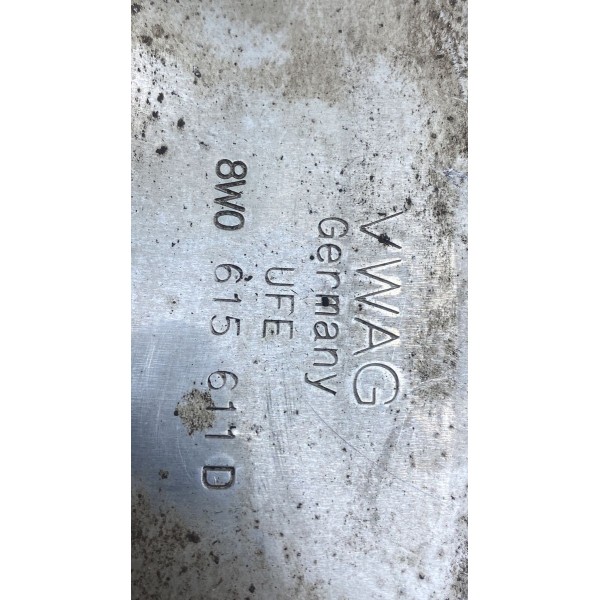 VWAG
Germany
UFE
8W0 615 611 D